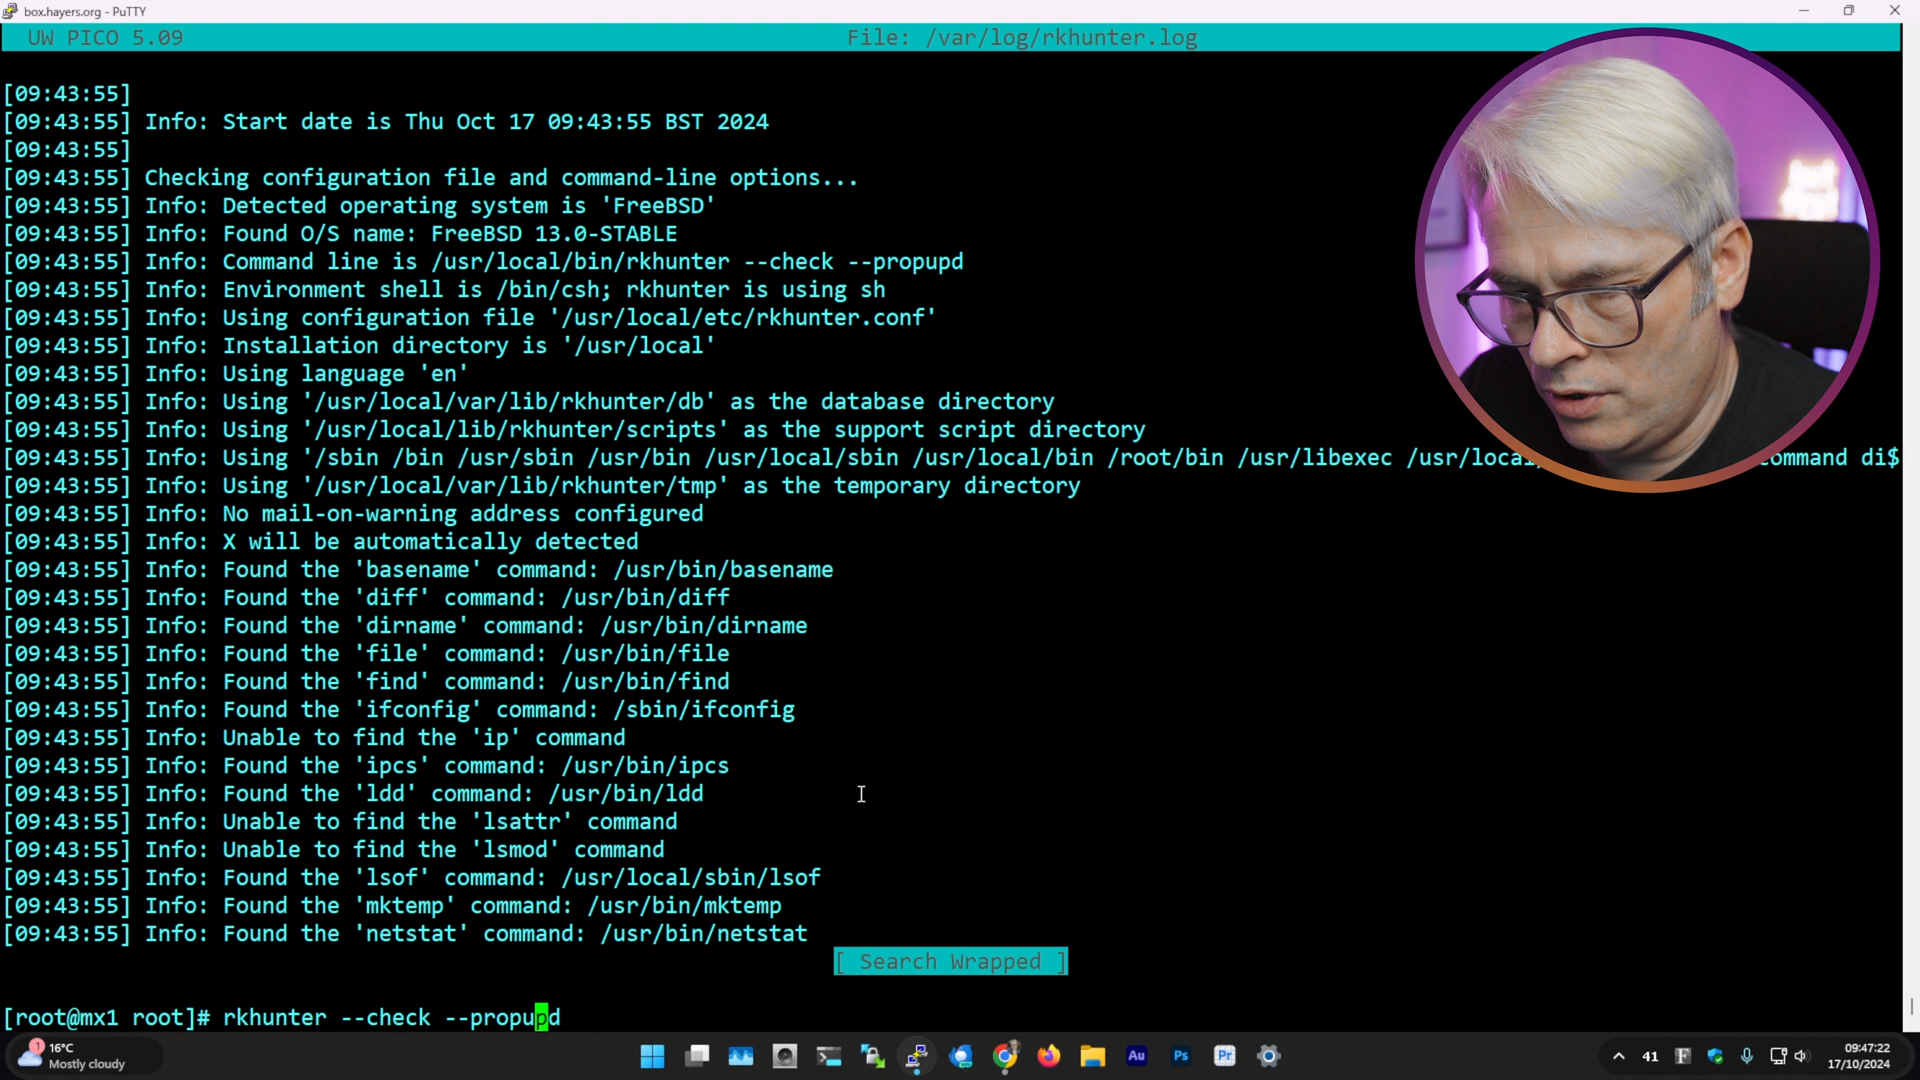 box.hayers.org - PuTTY
UW PICO 5.09 File: /var/log/rkhunter.log
[09:43:55]
[09:43:55] Info: Start date is Thu Oct 17 09:43:55 BST 2024
[09:43:55]
[09:43:55] Checking configuration file and command-line options...
[09:43:55] Info: Detected operating system is 'FreeBSD'
[09:43:55] Info: Found O/S name: FreeBSD 13.0-STABLE
[09:43:55] Info: Command line is /usr/local/bin/rkhunter --check --propupd
[09:43:55] Info: Environment shell is /bin/csh; rkhunter is using sh
[09:43:55] Info: Using configuration file '/usr/local/etc/rkhunter.conf'
[09:43:55] Info: Installation directory is '/usr/local'
[09:43:55] Info: Using language 'en'
[09:43:55] Info: Using '/usr/local/var/lib/rkhunter/db' as the database directory
[09:43:55] Info: Using '/usr/local/lib/rkhunter/scripts' as the support script directory
[09:43:55] Info: Using '/sbin /bin /usr/sbin /usr/bin /usr/local/sbin /usr/local/bin /root/bin /usr/libexec /usr/local command di$
[09:43:55] Info: Using '/usr/local/var/lib/rkhunter/tmp' as the temporary directory
[09:43:55] Info: No mail-on-warning address configured
[09:43:55] Info: X will be automatically detected
[09:43:55] Info: Found the 'basename' command: /usr/bin/basename
[09:43:55] Info: Found the 'diff' command: /usr/bin/diff
[09:43:55] Info: Found the 'dirname' command: /usr/bin/dirname
[09:43:55] Info: Found the 'file' command: /usr/bin/file
[09:43:55] Info: Found the 'find' command: /usr/bin/find
[09:43:55] Info: Found the 'ifconfig' command: /sbin/ifconfig
[09:43:55] Info: Unable to find the 'ip' command
[09:43:55] Info: Found the 'ipcs' command: /usr/bin/ipcs
[09:43:55] Info: Found the 'ldd' command: /usr/bin/ldd
[09:43:55] Info: Unable to find the 'lsattr' command
[09:43:55] Info: Unable to find the 'lsmod' command
[09:43:55] Info: Found the 'lsof' command: /usr/local/sbin/lsof
[09:43:55] Info: Found the 'mktemp' command: /usr/bin/mktemp
[09:43:55] Info: Found the 'netstat' command: /usr/bin/netstat
[ Search Wrapped ]
[root@mx1 root]# rkhunter --check --propupd
1 16°C
Mostly cloudy
Au Ps Pr
41 F
09:47:22
17/10/2024